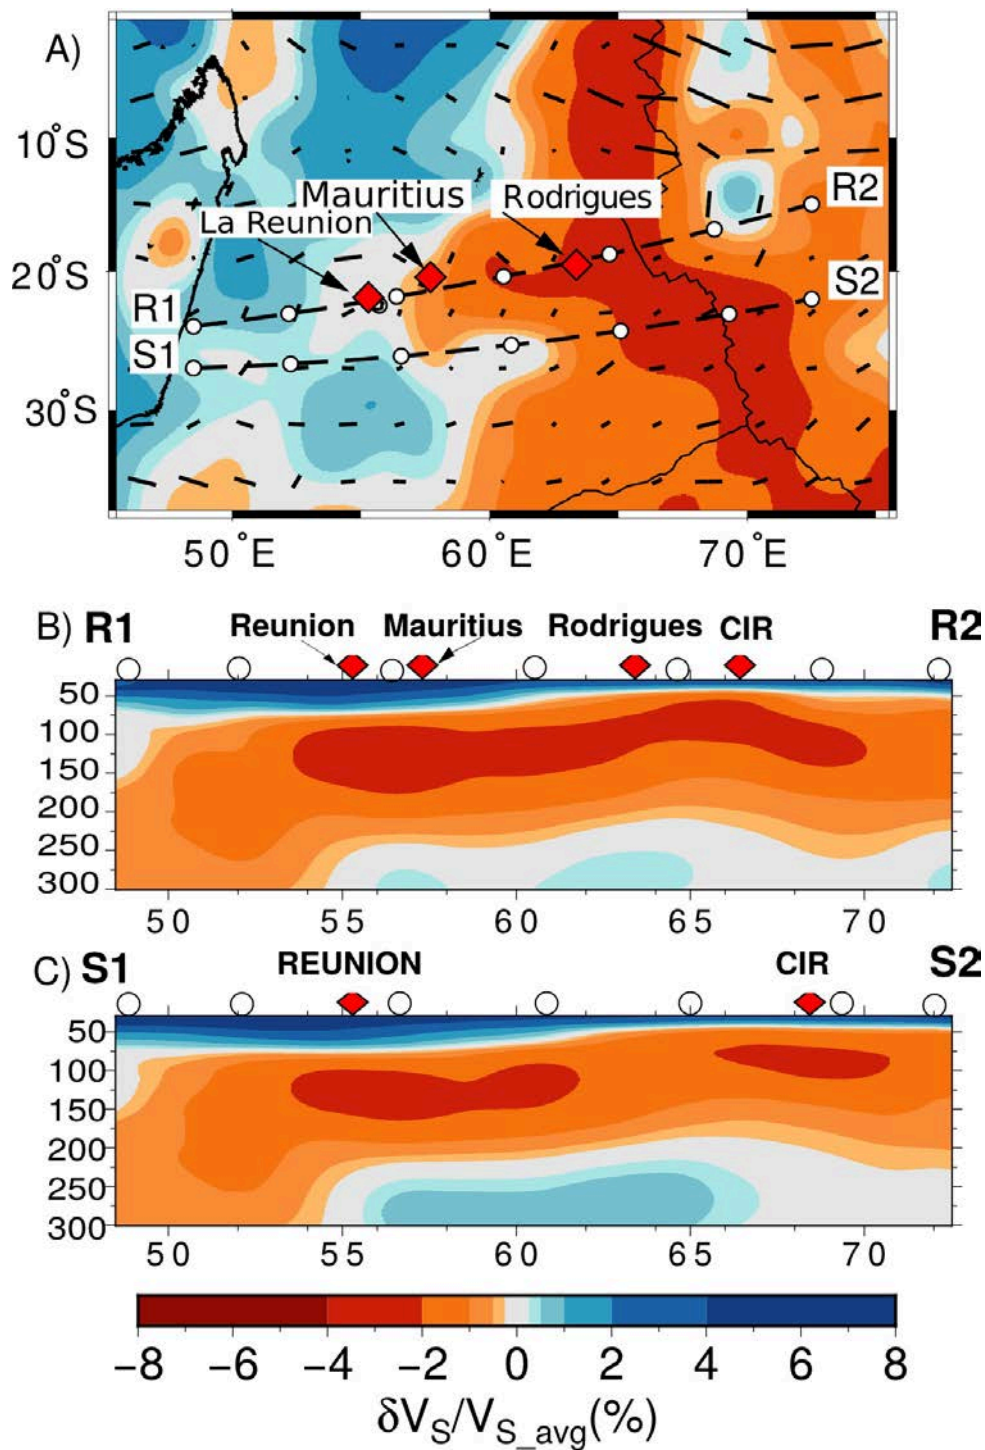 A)
10°S
20°S
30°S
Mauritius
Rodrigues
La Reunion
R2
R1
S2
S1
50°E 60°E 70°E
B) R1 Reunion Mauritius Rodrigues CIR R2
50
100
150
200
250
300
50 55 60 65 70
C) S1 REUNION CIR S2
50
100
150
200
250
300
50 55 60 65 70
−8 −6 −4 −2 0 2 4 6 8
δVS/VS_avg(%)